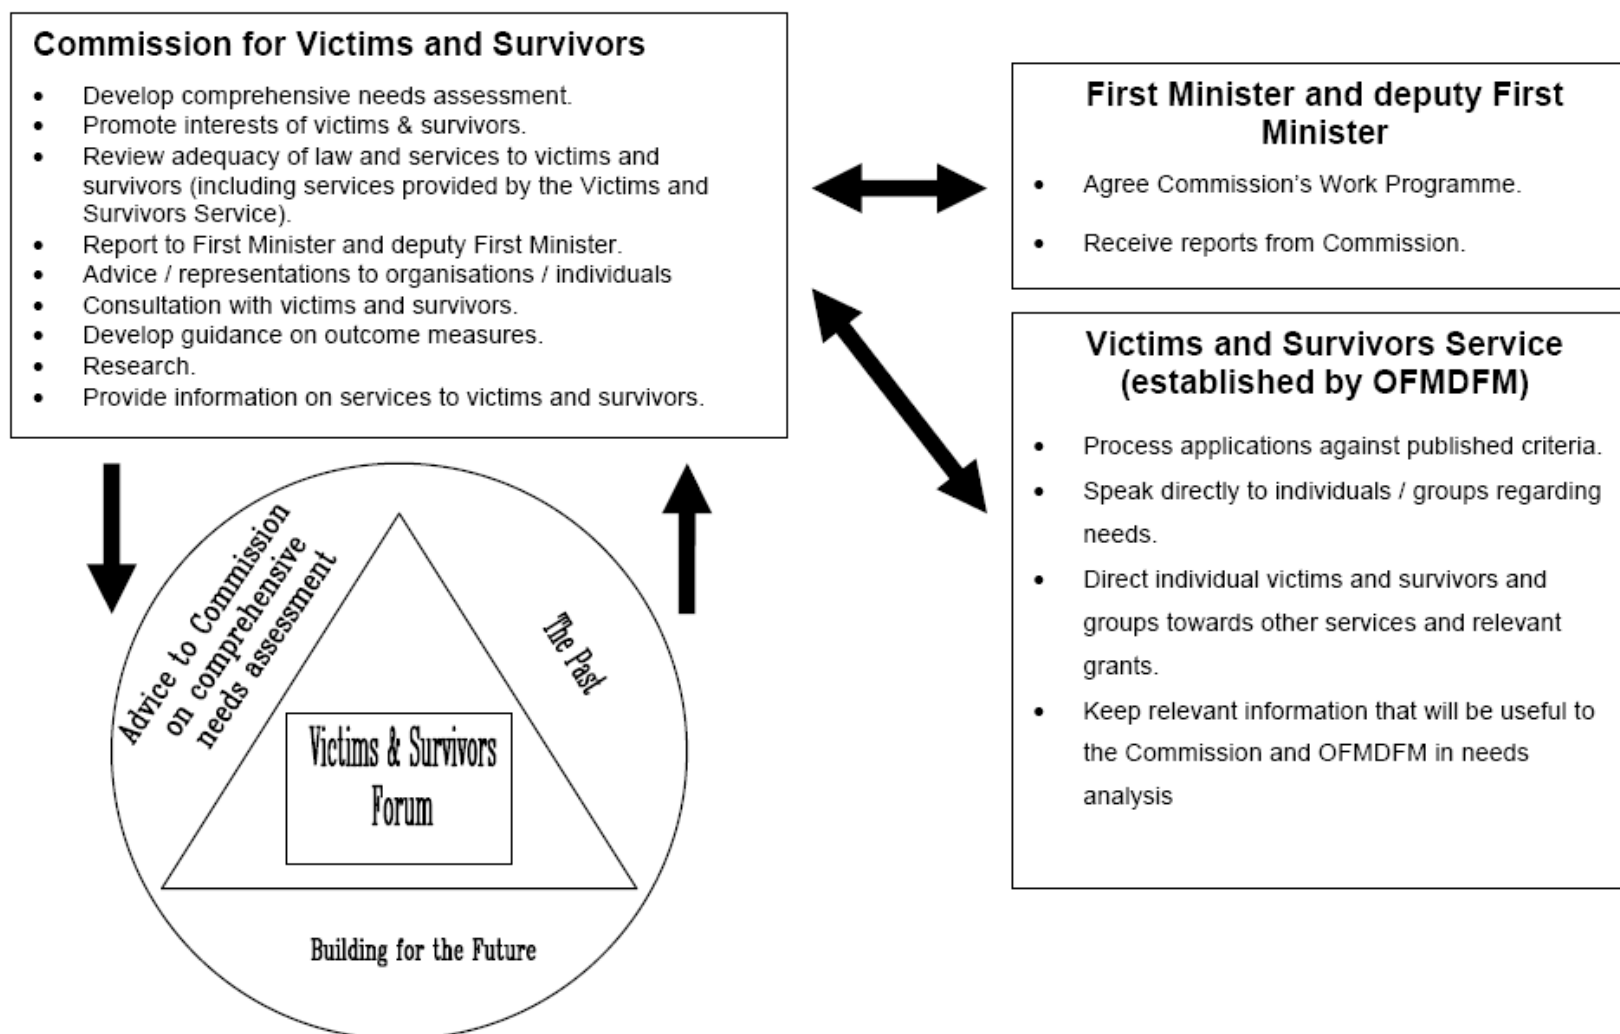 Commission for Victims and Survivors
• Develop comprehensive needs assessment.
• Promote interests of victims & survivors.
• Review adequacy of law and services to victims and
survivors (including services provided by the Victims and
Survivors Service).
• Report to First Minister and deputy First Minister.
• Advice / representations to organisations / individuals
• Consultation with victims and survivors.
• Develop guidance on outcome measures.
• Research.
• Provide information on services to victims and survivors.
First Minister and deputy First
Minister
• Agree Commission's Work Programme.
• Receive reports from Commission.
Victims and Survivors Service
(established by OFMDFM)
• Process applications against published criteria.
• Speak directly to individuals / groups regarding
needs.
• Direct individual victims and survivors and
groups towards other services and relevant
grants.
• Keep relevant information that will be useful to
the Commission and OFMDFM in needs
analysis
Advice to Commission
on comprehensive
needs assessment
The Past
Victims & Survivors
Forum
Building for the Future